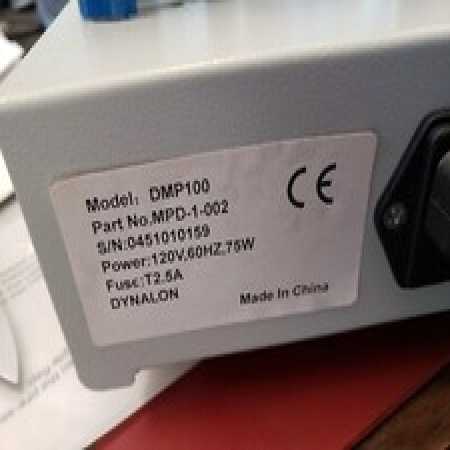 Model: DMP100
Part No.MPD-1-002
S/N:0451010159
Power:120V,60HZ,75W
Fuse:T2.5A
DYNALON
CE
Made In China